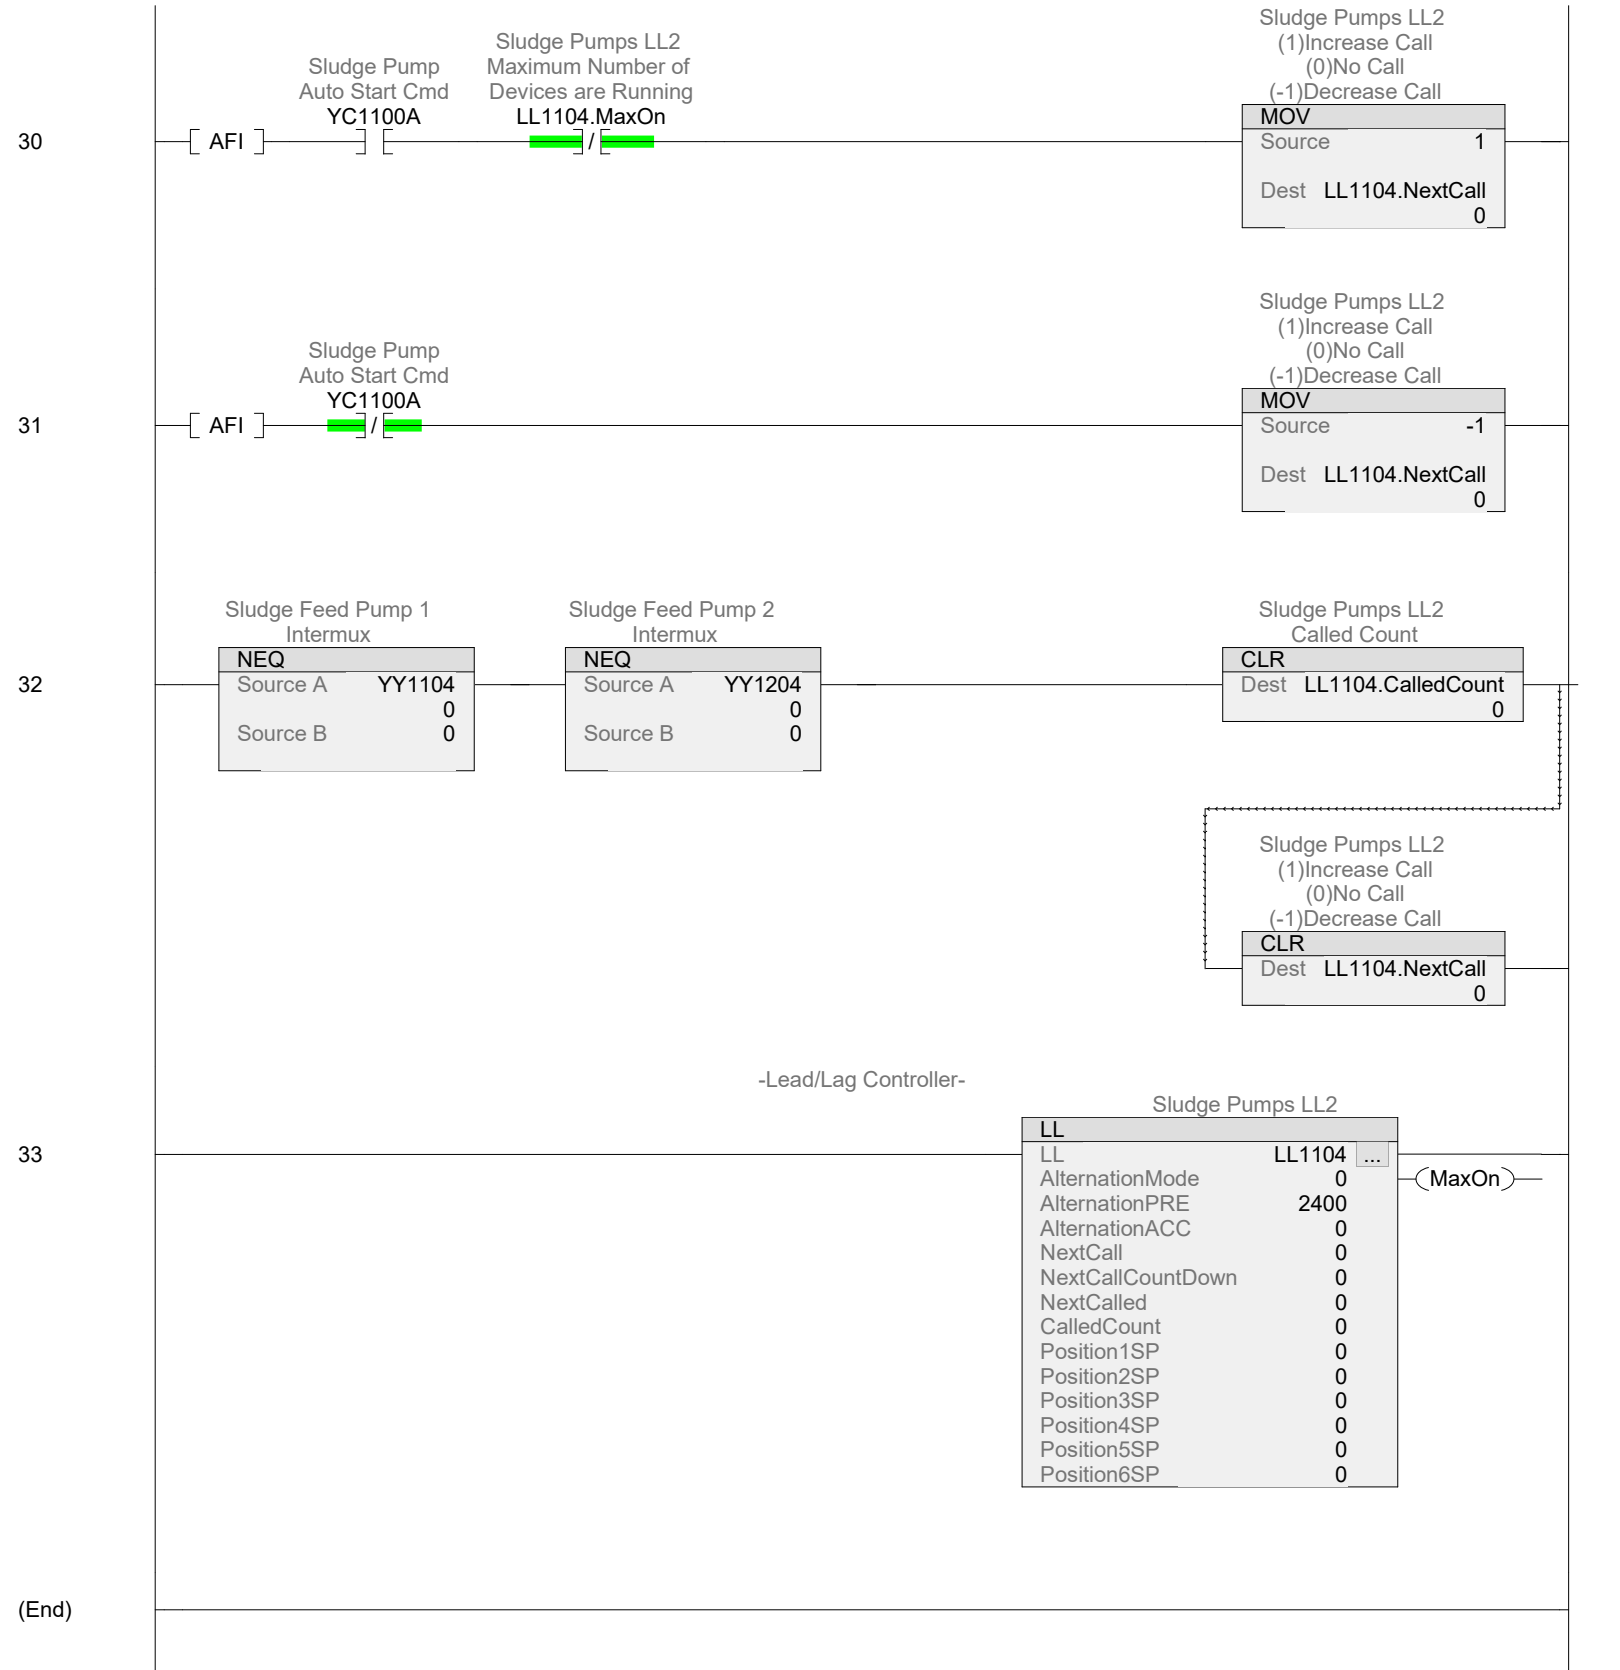 Sludge Pumps LL2
(1)Increase Call
(0)No Call
(-1)Decrease Call
Sludge Pumps LL2
Maximum Number of
Devices are Running
LL1104.MaxOn
Sludge Pump
Auto Start Cmd
YC1100A
30
AFI
/
MOV
Source 1
Dest LL1104.NextCall
0
Sludge Pumps LL2
(1)Increase Call
(0)No Call
(-1)Decrease Call
Sludge Pump
Auto Start Cmd
YC1100A
31
AFI
/
MOV
Source -1
Dest LL1104.NextCall
0
Sludge Feed Pump 1
Intermux
NEQ
Source A YY1104
0
Source B 0
Sludge Feed Pump 2
Intermux
NEQ
Source A YY1204
0
Source B 0
Sludge Pumps LL2
Called Count
CLR
Dest LL1104.CalledCount
0
32
Sludge Pumps LL2
(1)Increase Call
(0)No Call
(-1)Decrease Call
CLR
Dest LL1104.NextCall
0
-Lead/Lag Controller-
Sludge Pumps LL2
33
LL
LL LL1104 ...
AlternationMode 0
(MaxOn)
AlternationPRE 2400
AlternationACC 0
NextCall 0
NextCallCountDown 0
NextCalled 0
CalledCount 0
Position1SP 0
Position2SP 0
Position3SP 0
Position4SP 0
Position5SP 0
Position6SP 0
(End)